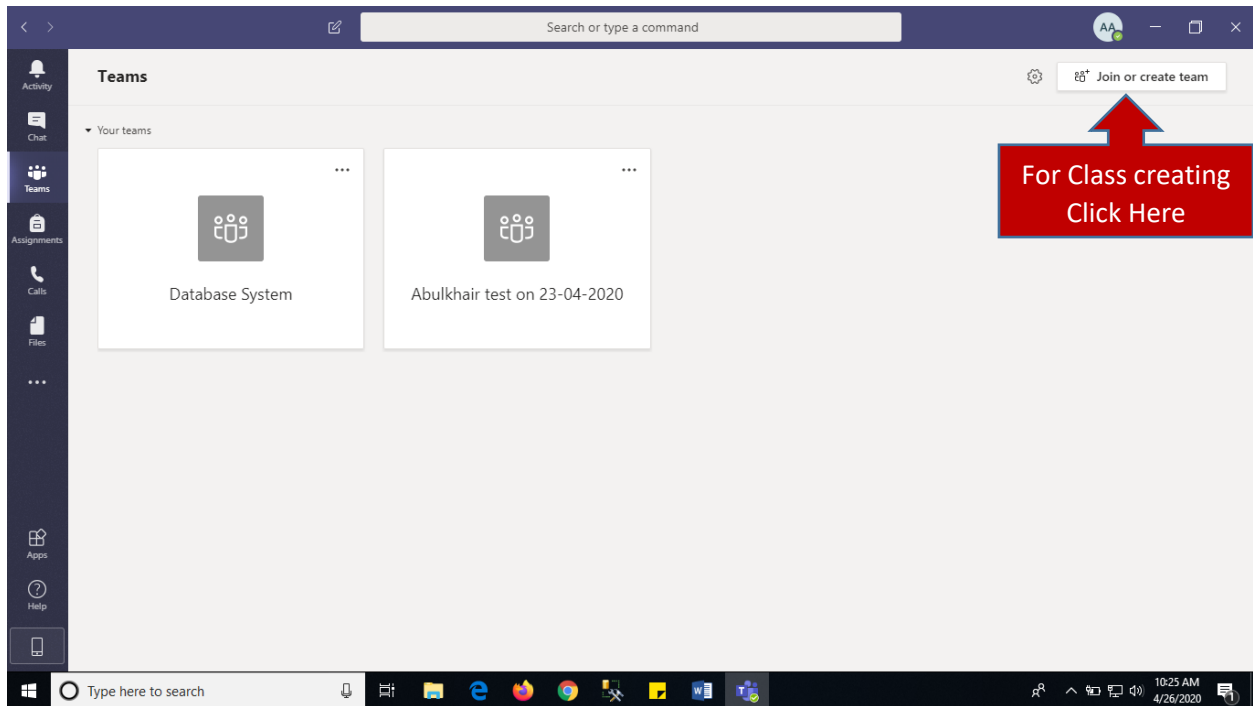 Search or type a command
AA
Activity
Chat
Teams
Assignments
Calls
Files
Apps
Help
Teams
Join or create team
Your teams
Database System
Abulkhair test on 23-04-2020
For Class creating
Click Here
Type here to search
10:25 AM
4/26/2020
1